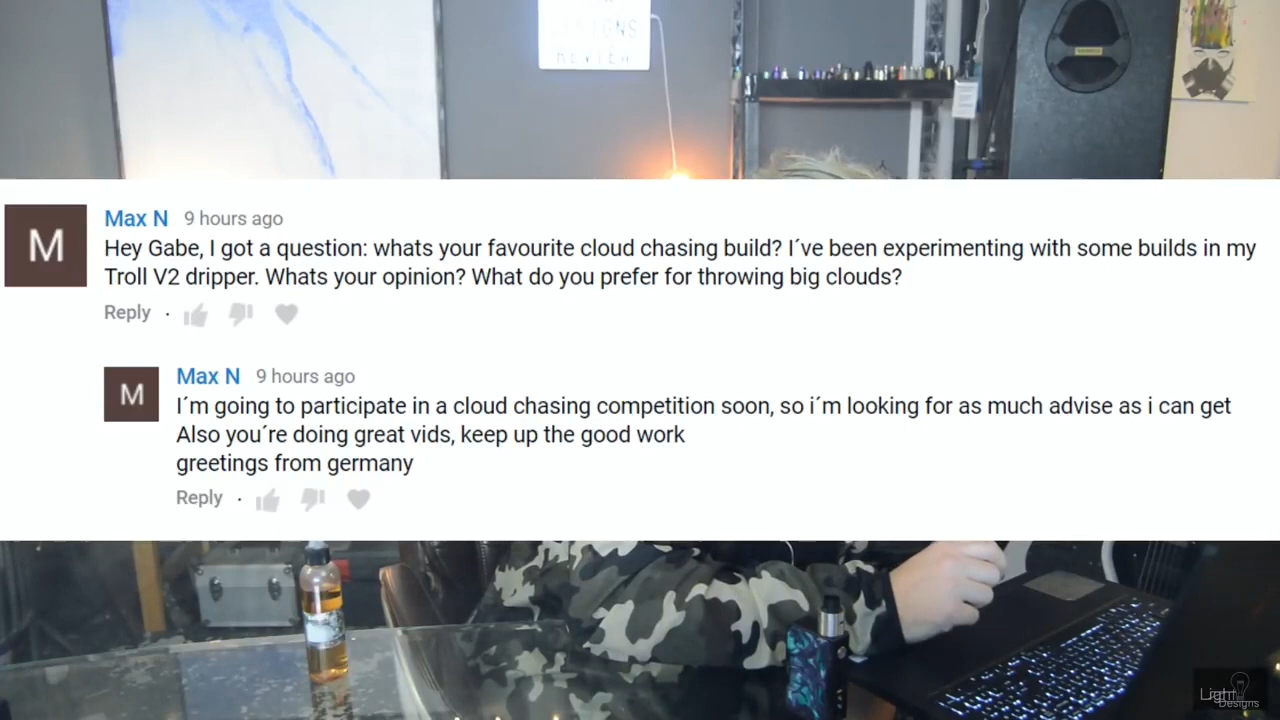 SIGNS
REVIEW
Max N 9 hours ago
Hey Gabe, I got a question: whats your favourite cloud chasing build? I´ve been experimenting with some builds in my
Troll V2 dripper. Whats your opinion? What do you prefer for throwing big clouds?
Reply
M
Max N 9 hours ago
I´m going to participate in a cloud chasing competition soon, so i´m looking for as much advise as i can get
Also you´re doing great vids, keep up the good work
greetings from germany
Reply
M
Light
Designs